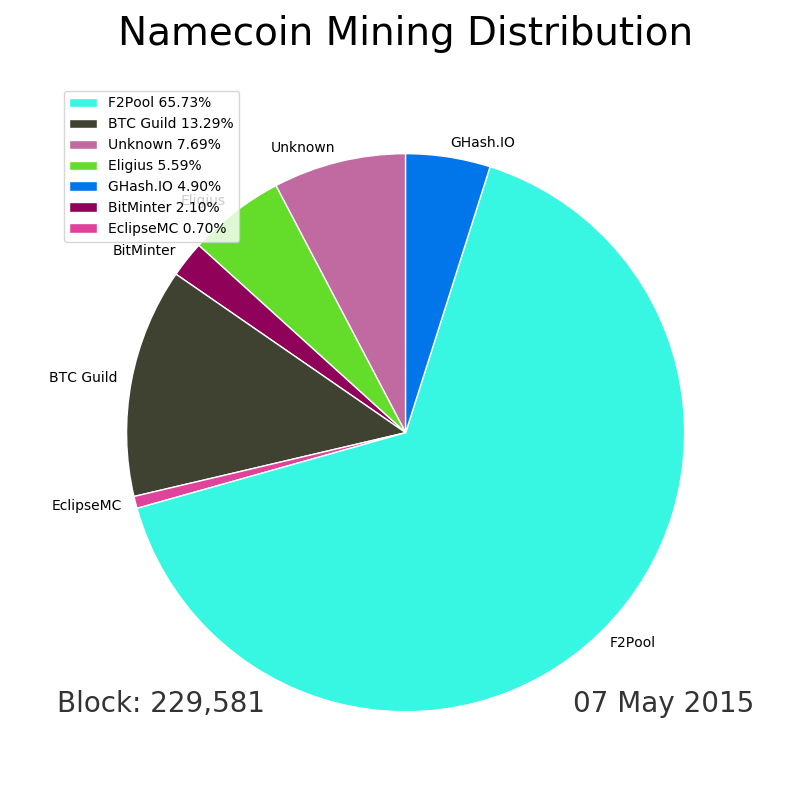 Namecoin Mining Distribution
F2Pool 65.73%
BTC Guild 13.29%
Unknown 7.69%
Eligius 5.59%
GHash.IO 4.90%
BitMinter 2.10%
EclipseMC 0.70%
GHash.IO
Unknown
Eligius
BitMinter
BTC Guild
EclipseMC
F2Pool
Block: 229,581
07 May 2015